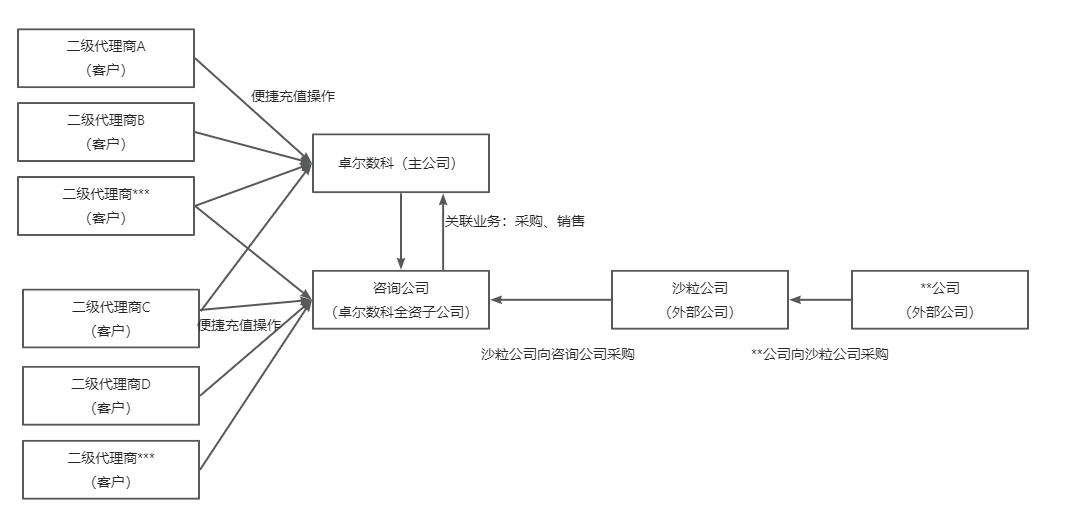 二级代理商A
（客户）
便捷充值操作
二级代理商B
（客户）
卓尔数科（主公司）
二级代理商***
（客户）
关联业务：采购、销售
二级代理商C
（客户）
便捷充值操作
咨询公司
（卓尔数科全资子公司）
沙粒公司
（外部公司）
**公司
（外部公司）
沙粒公司向咨询公司采购
**公司向沙粒公司采购
二级代理商D
（客户）
二级代理商***
（客户）